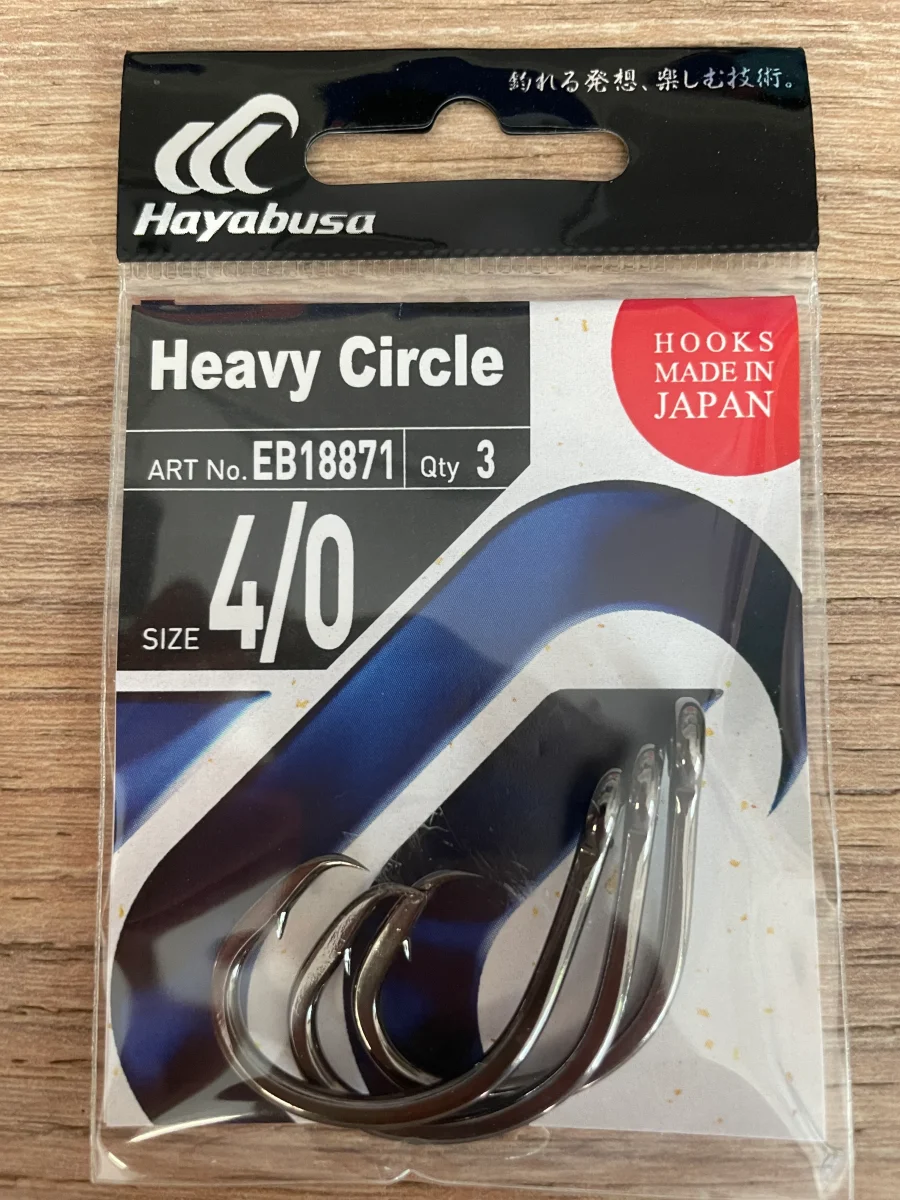 釣れる発想、楽しむ技術。
Hayabusa
Heavy Circle
HOOKS
MADE IN
JAPAN
ART No. EB18871 Qty 3
SIZE 4/0